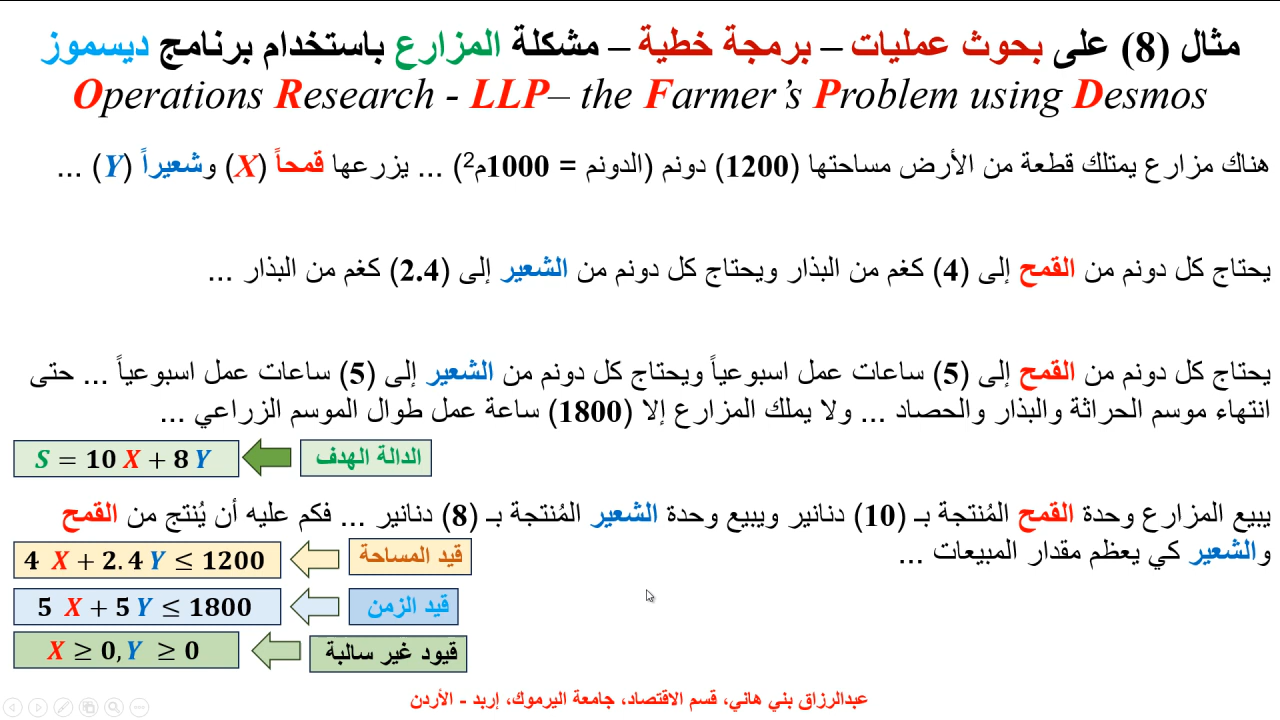 مثال (8) على بحوث عمليات – برمجة خطية – مشكلة المزارع باستخدام برنامج ديسموز
Operations Research - LLP– the Farmer’s Problem using Desmos
هناك مزارع يمتلك قطعة من الأرض مساحتها (1200) دونم (الدونم = 1000م2) ... يزرعها قمحاً (X) وشعيراً (Y) ...
يحتاج كل دونم من القمح إلى (4) كغم من البذار ويحتاج كل دونم من الشعير إلى (2.4) كغم من البذار ...
يحتاج كل دونم من القمح إلى (5) ساعات عمل اسبوعياً ويحتاج كل دونم من الشعير إلى (5) ساعات عمل اسبوعياً ... حتى
انتهاء موسم الحراثة والبذار والحصاد ... ولا يملك المزارع إلا (1800) ساعة عمل طوال الموسم الزراعي ...
الدالة الهدف
S = 10 X + 8 Y
يبيع المزارع وحدة القمح المُنتجة بـ (10) دنانير ويبيع وحدة الشعير المُنتجة بـ (8) دنانير ... فكم عليه أن يُنتج من القمح
والشعير كي يعظم مقدار المبيعات ...
قيد المساحة
4 X + 2.4 Y ≤ 1200
قيد الزمن
5 X + 5 Y ≤ 1800
قيود غير سالبة
X ≥ 0, Y ≥ 0
عبدالرزاق بني هاني، قسم الاقتصاد، جامعة اليرموك، إربد - الأردن